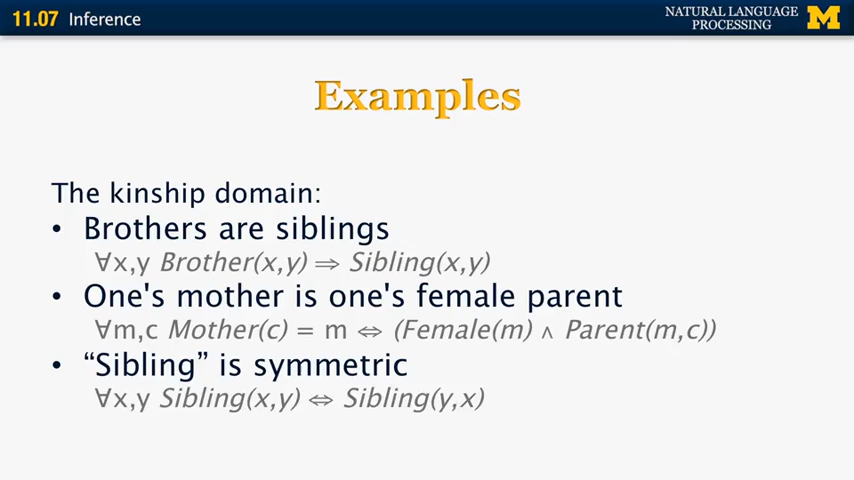 11.07 Inference
NATURAL LANGUAGE
PROCESSING
M
Examples
The kinship domain:
• Brothers are siblings
∀x,y Brother(x,y) ⇒ Sibling(x,y)
• One's mother is one's female parent
∀m,c Mother(c) = m ⇔ (Female(m) ∧ Parent(m,c))
• “Sibling” is symmetric
∀x,y Sibling(x,y) ⇔ Sibling(y,x)